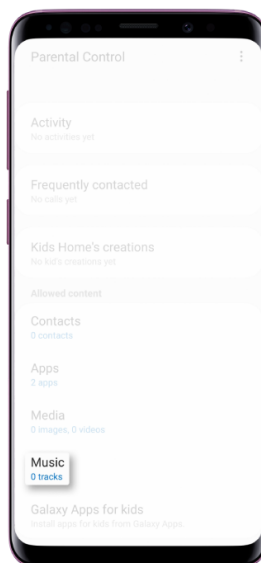 Parental Control
Activity
No activities yet
Frequently contacted
No calls yet
Kids Home's creations
No kid's creations yet
Allowed content
Contacts
0 contacts
Apps
2 apps
Media
0 images, 0 videos
Music
0 tracks
Galaxy Apps for kids
Install apps for kids from Galaxy Apps.